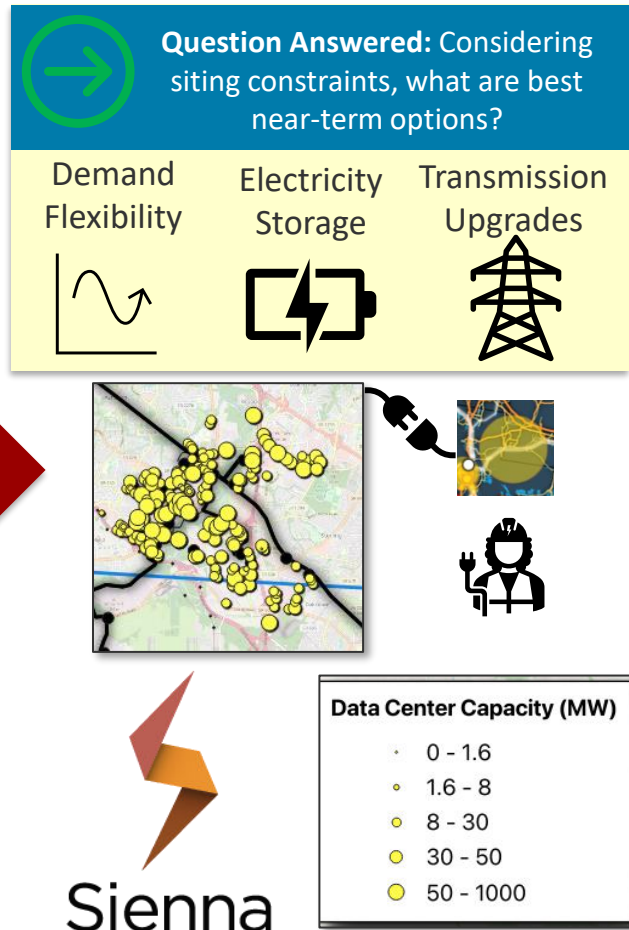 Question Answered: Considering
siting constraints, what are best
near-term options?
Demand
Flexibility
Electricity
Storage
Transmission
Upgrades
Data Center Capacity (MW)
0 - 1.6
1.6 - 8
8 - 30
30 - 50
50 - 1000
Sienna